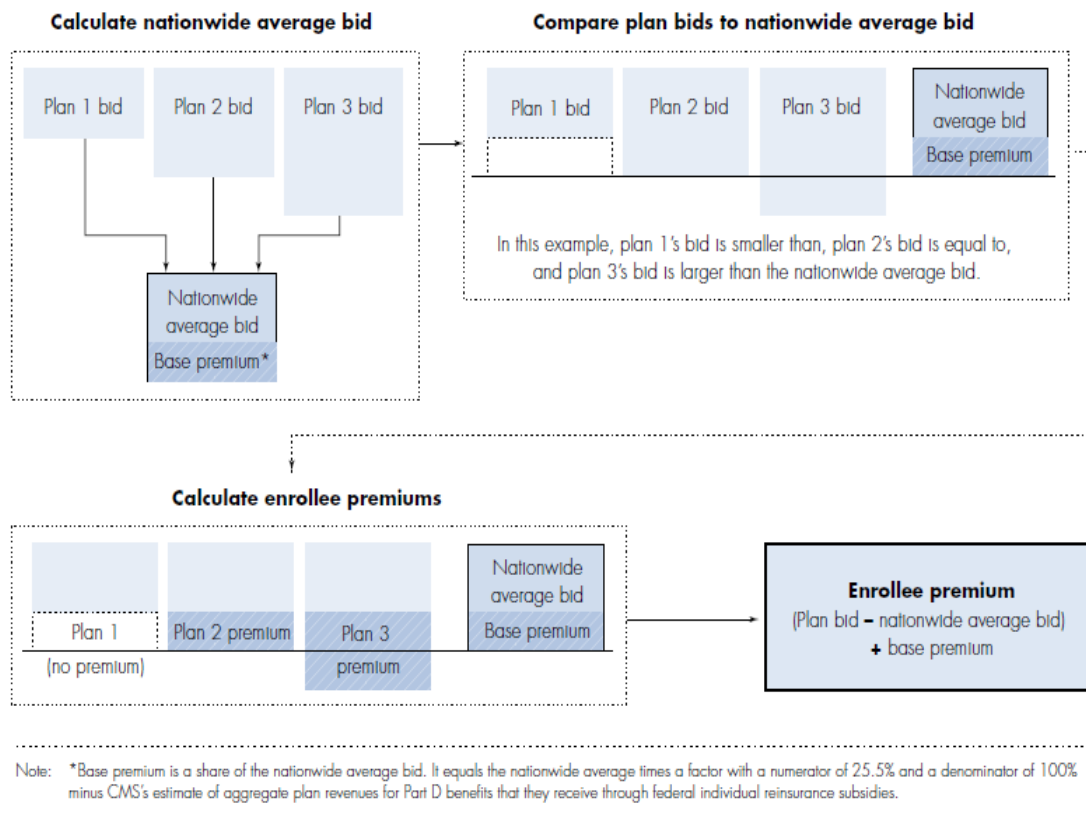 Calculate nationwide average bid
Plan 1 bid
Plan 2 bid
Plan 3 bid
Nationwide
average bid
Base premium*
Compare plan bids to nationwide average bid
Plan 1 bid
Plan 2 bid
Plan 3 bid
Nationwide
average bid
Base premium
In this example, plan 1's bid is smaller than, plan 2's bid is equal to,
and plan 3's bid is larger than the nationwide average bid.
Calculate enrollee premiums
Plan 1
(no premium)
Plan 2 premium
Plan 3
premium
Nationwide
average bid
Base premium
Enrollee premium
(Plan bid – nationwide average bid)
+ base premium
Note: *Base premium is a share of the nationwide average bid. It equals the nationwide average times a factor with a numerator of 25.5% and a denominator of 100%
minus CMS's estimate of aggregate plan revenues for Part D benefits that they receive through federal individual reinsurance subsidies.